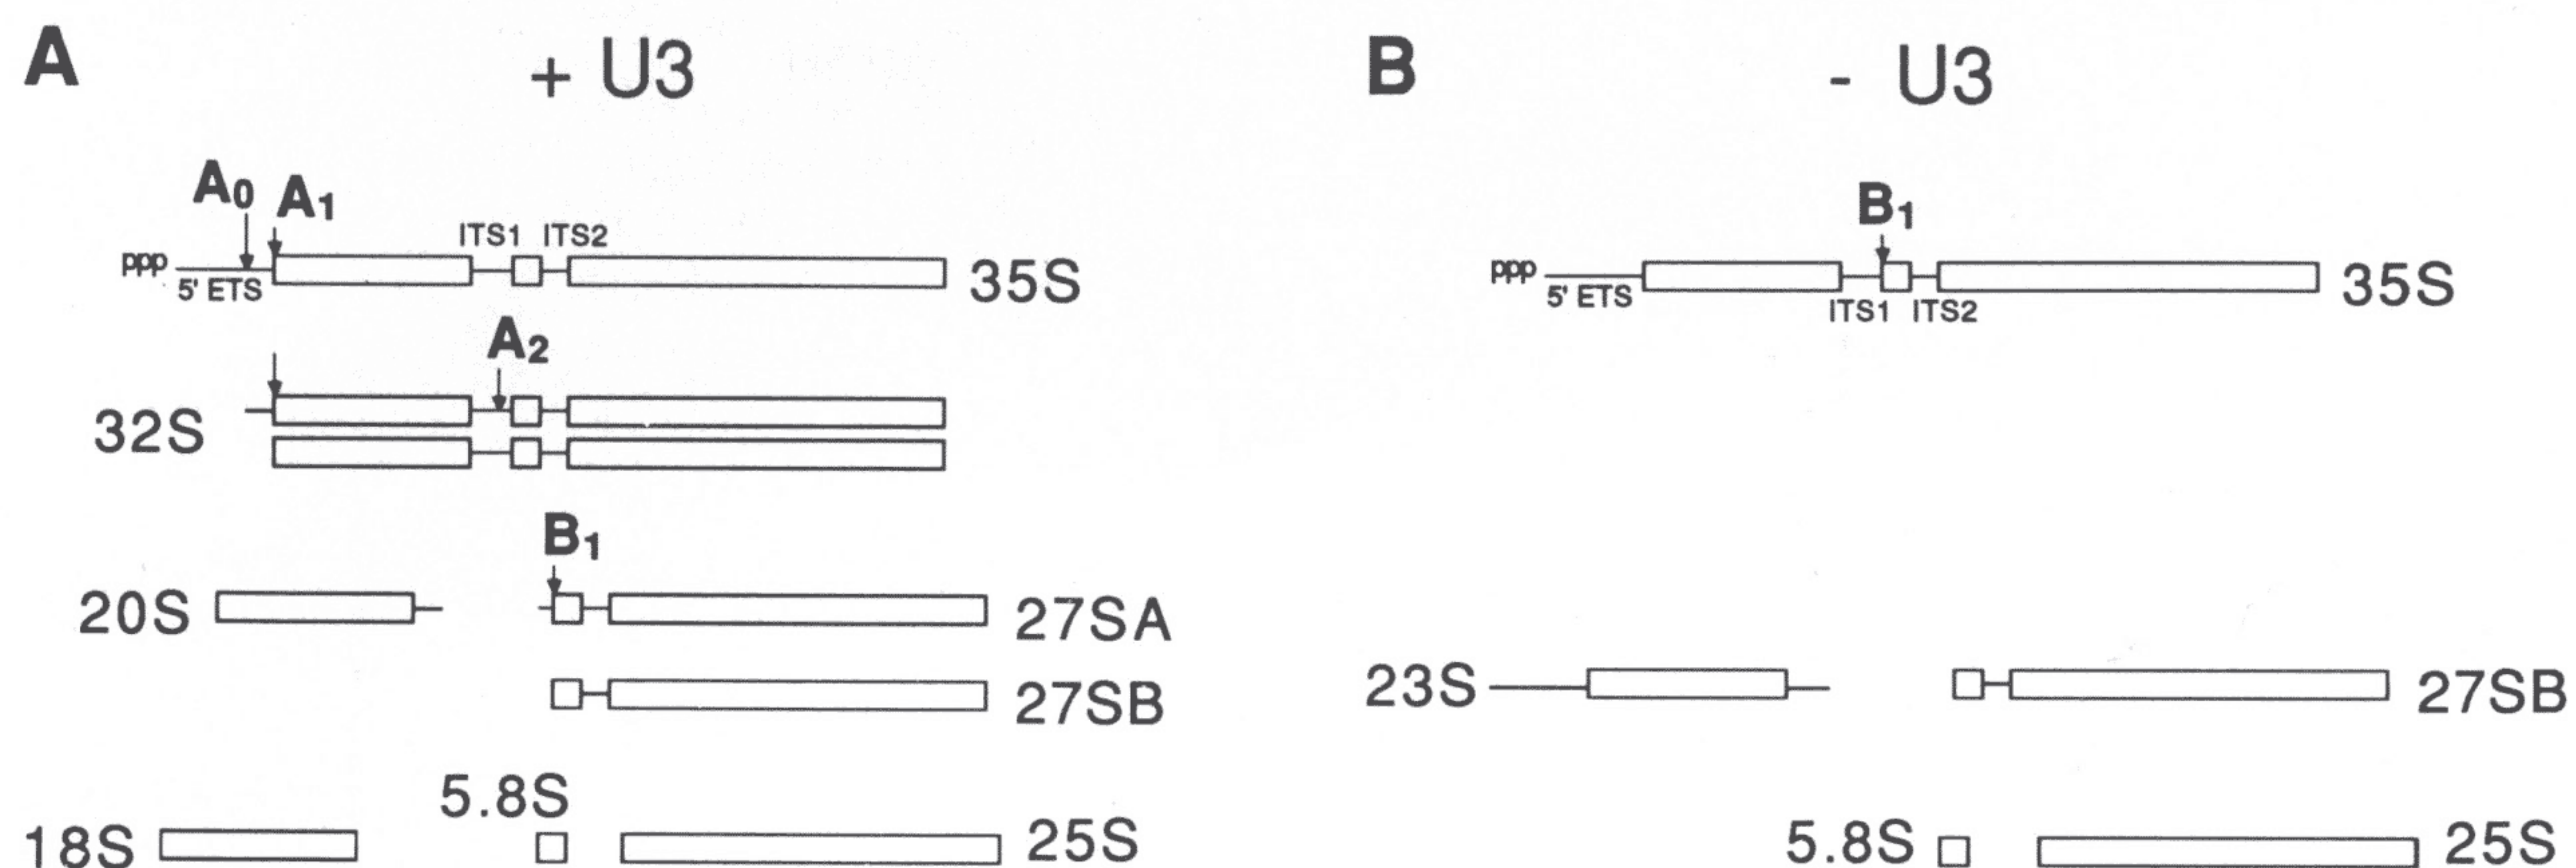 A + U3
A0 A1
ITS1 ITS2
ppp 5' ETS 35S
A2
32S
B1
20S 27SA
27SB
5.8S
18S 25S
B - U3
B1
ppp 5' ETS ITS1 ITS2 35S
23S 27SB
5.8S 25S